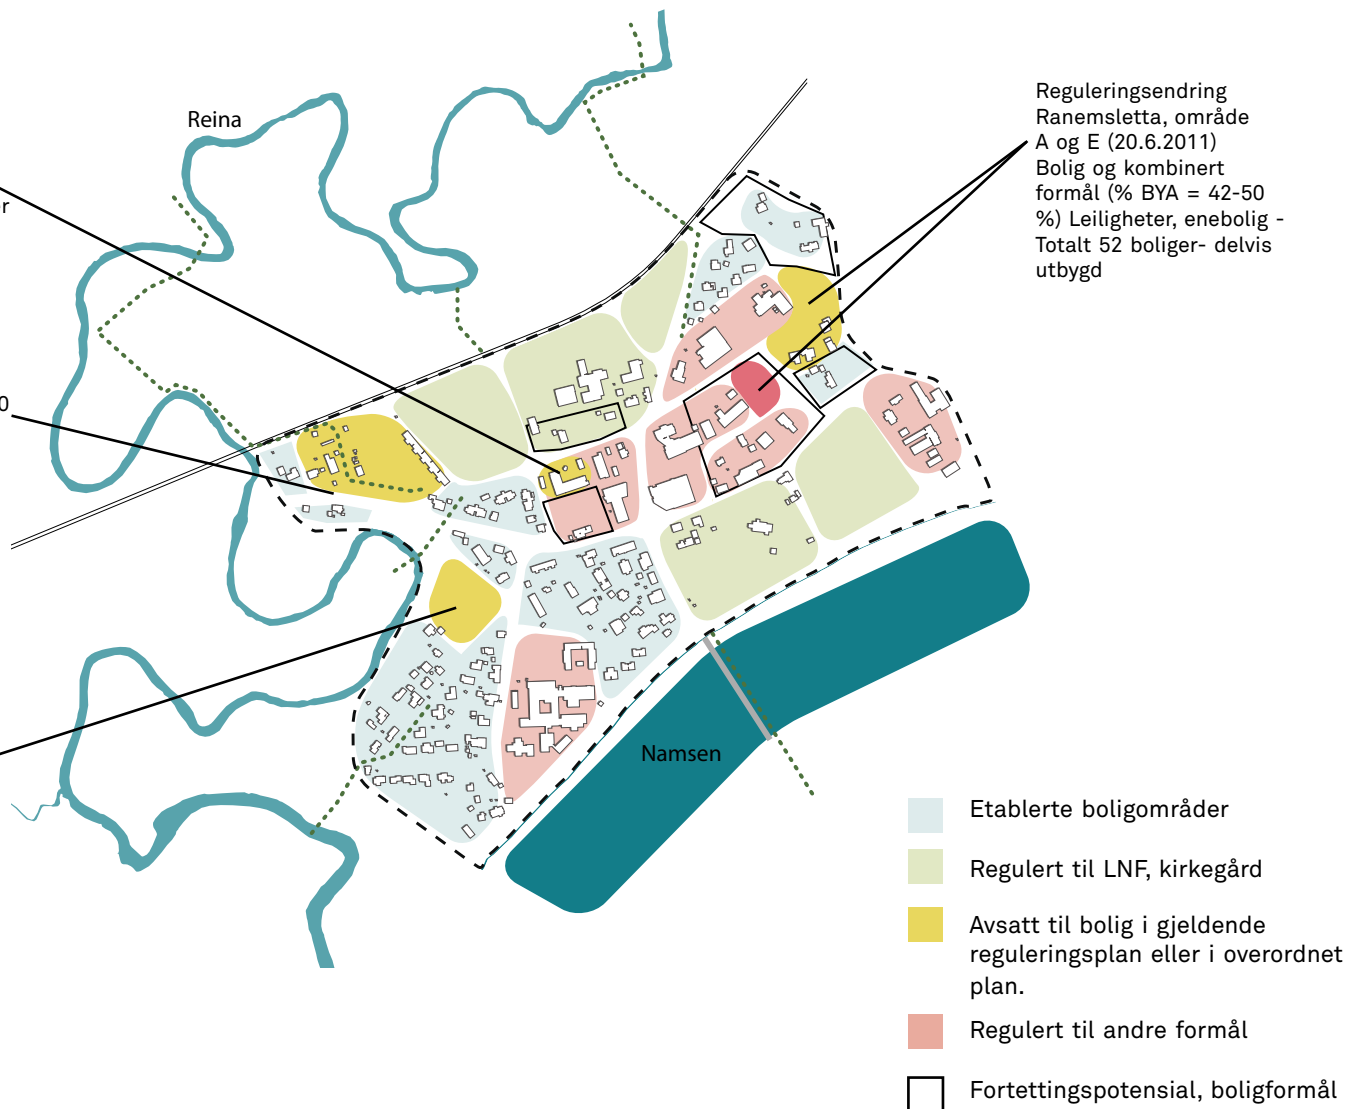 Reina
Reguleringsendring
Ranemsletta, område
A og E (20.6.2011)
Bolig og kombinert
formål (% BYA = 42-50
%) Leiligheter, enebolig -
Totalt 52 boliger- delvis
utbygd
er
0
Namsen
Etablerte boligområder
Regulert til LNF, kirkegård
Avsatt til bolig i gjeldende
reguleringsplan eller i overordnet
plan.
Regulert til andre formål
Fortettingspotensial, boligformål